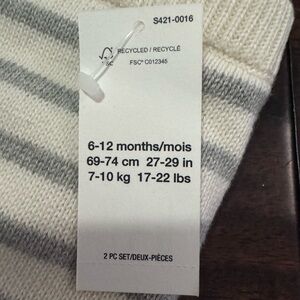 S421-0016
FSC
RECYCLED / RECYCLÉ
FSC® C012345
6-12 months/mois
69-74 cm 27-29 in
7-10 kg 17-22 lbs
2 PC SET/DEUX-PIÈCES